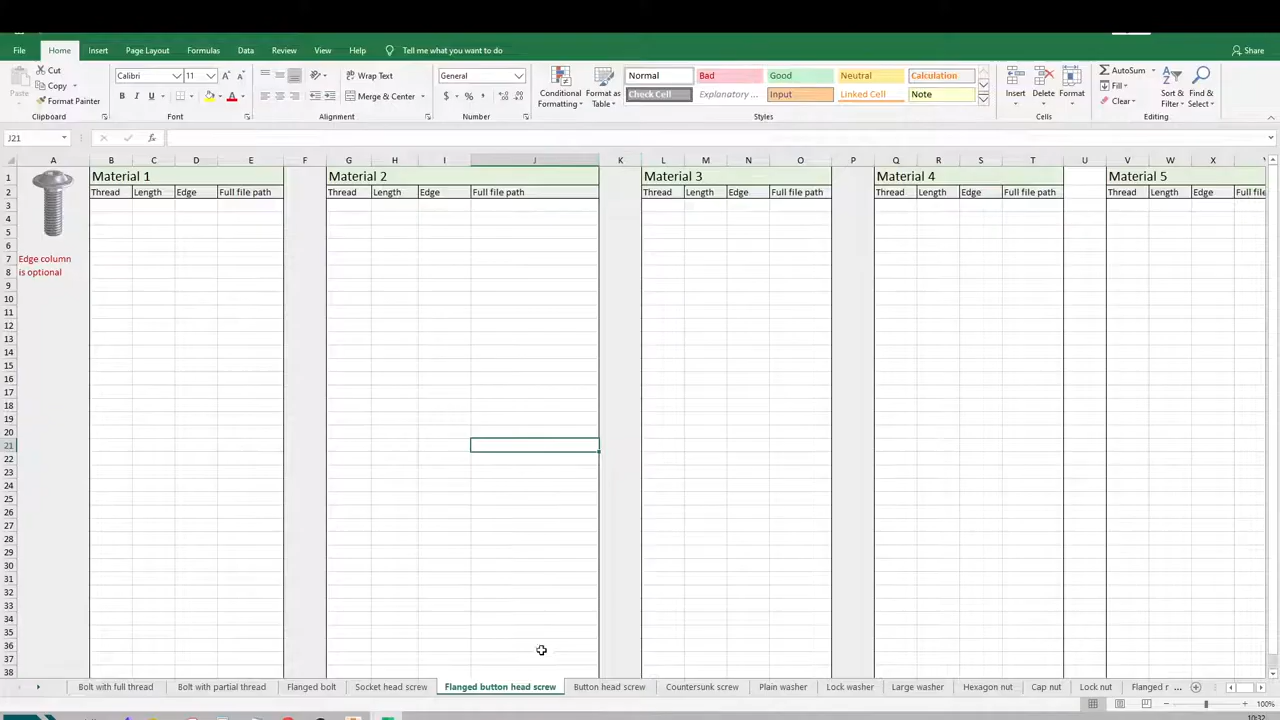 File Home Insert Page Layout Formulas Data Review View Help Tell me what you want to do Share
Cut
Copy
Paste
Format Painter
Calibri 11
B I U
Wrap Text
Merge & Center
General
$ % ,
Conditional Formatting
Format as Table
Normal Bad Good Neutral Calculation
Check Cell Explanatory ... Input Linked Cell Note
Insert Delete Format
AutoSum
Fill
Clear
Sort & Filter
Find & Select
Clipboard Font Alignment Number Styles Cells Editing
J21 fx
A B C D E F G H I J K L M N O P Q R S T U V W X
1 Material 1 Material 2 Material 3 Material 4 Material 5
2 Thread Length Edge Full file path Thread Length Edge Full file path Thread Length Edge Full file path Thread Length Edge Full file path Thread Length Edge Full file
3
4
5
6
7 Edge column
8 is optional
9
10
11
12
13
14
15
16
17
18
19
20
21
22
23
24
25
26
27
28
29
30
31
32
33
34
35
36
37
38
Bolt with full thread Bolt with partial thread Flanged bolt Socket head screw Flanged button head screw Button head screw Countersunk screw Plain washer Lock washer Large washer Hexagon nut Cap nut Lock nut Flanged ...
100%
10:32